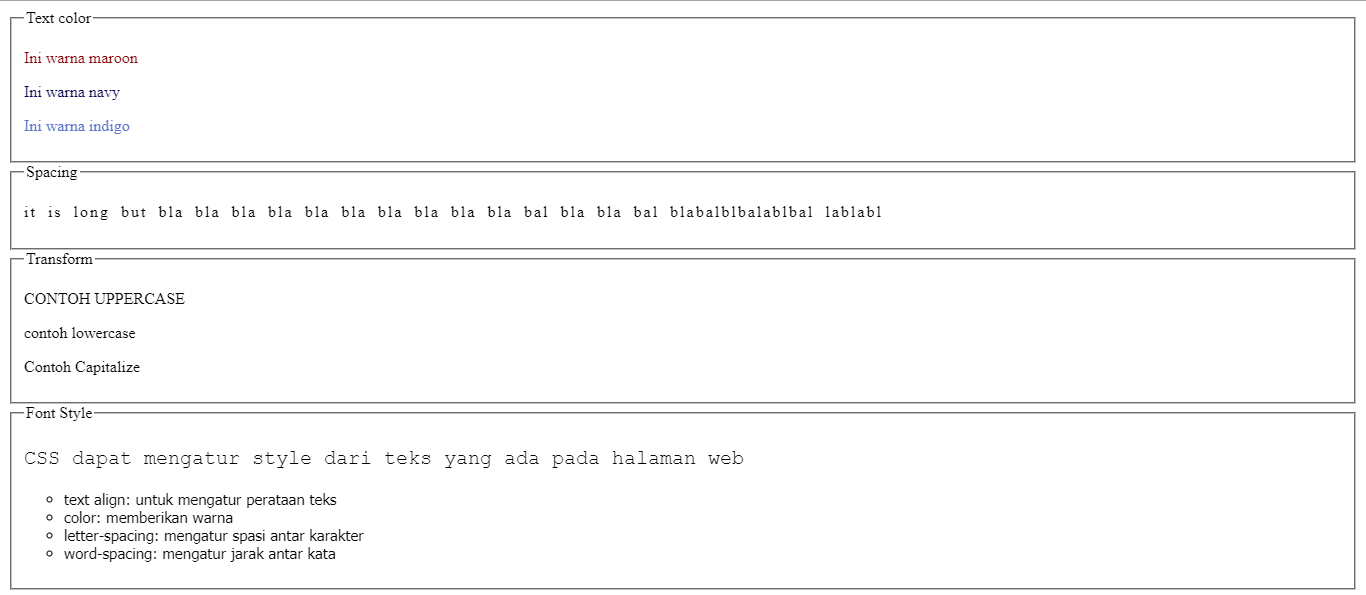 Text color
Ini warna maroon
Ini warna navy
Ini warna indigo
Spacing
it is long but bla bla bla bla bla bla bla bla bla bla bal bla bla bal blabalblbalablbal lablabl
Transform
CONTOH UPPERCASE
contoh lowercase
Contoh Capitalize
Font Style
CSS dapat mengatur style dari teks yang ada pada halaman web
text align: untuk mengatur perataan teks
color: memberikan warna
letter-spacing: mengatur spasi antar karakter
word-spacing: mengatur jarak antar kata